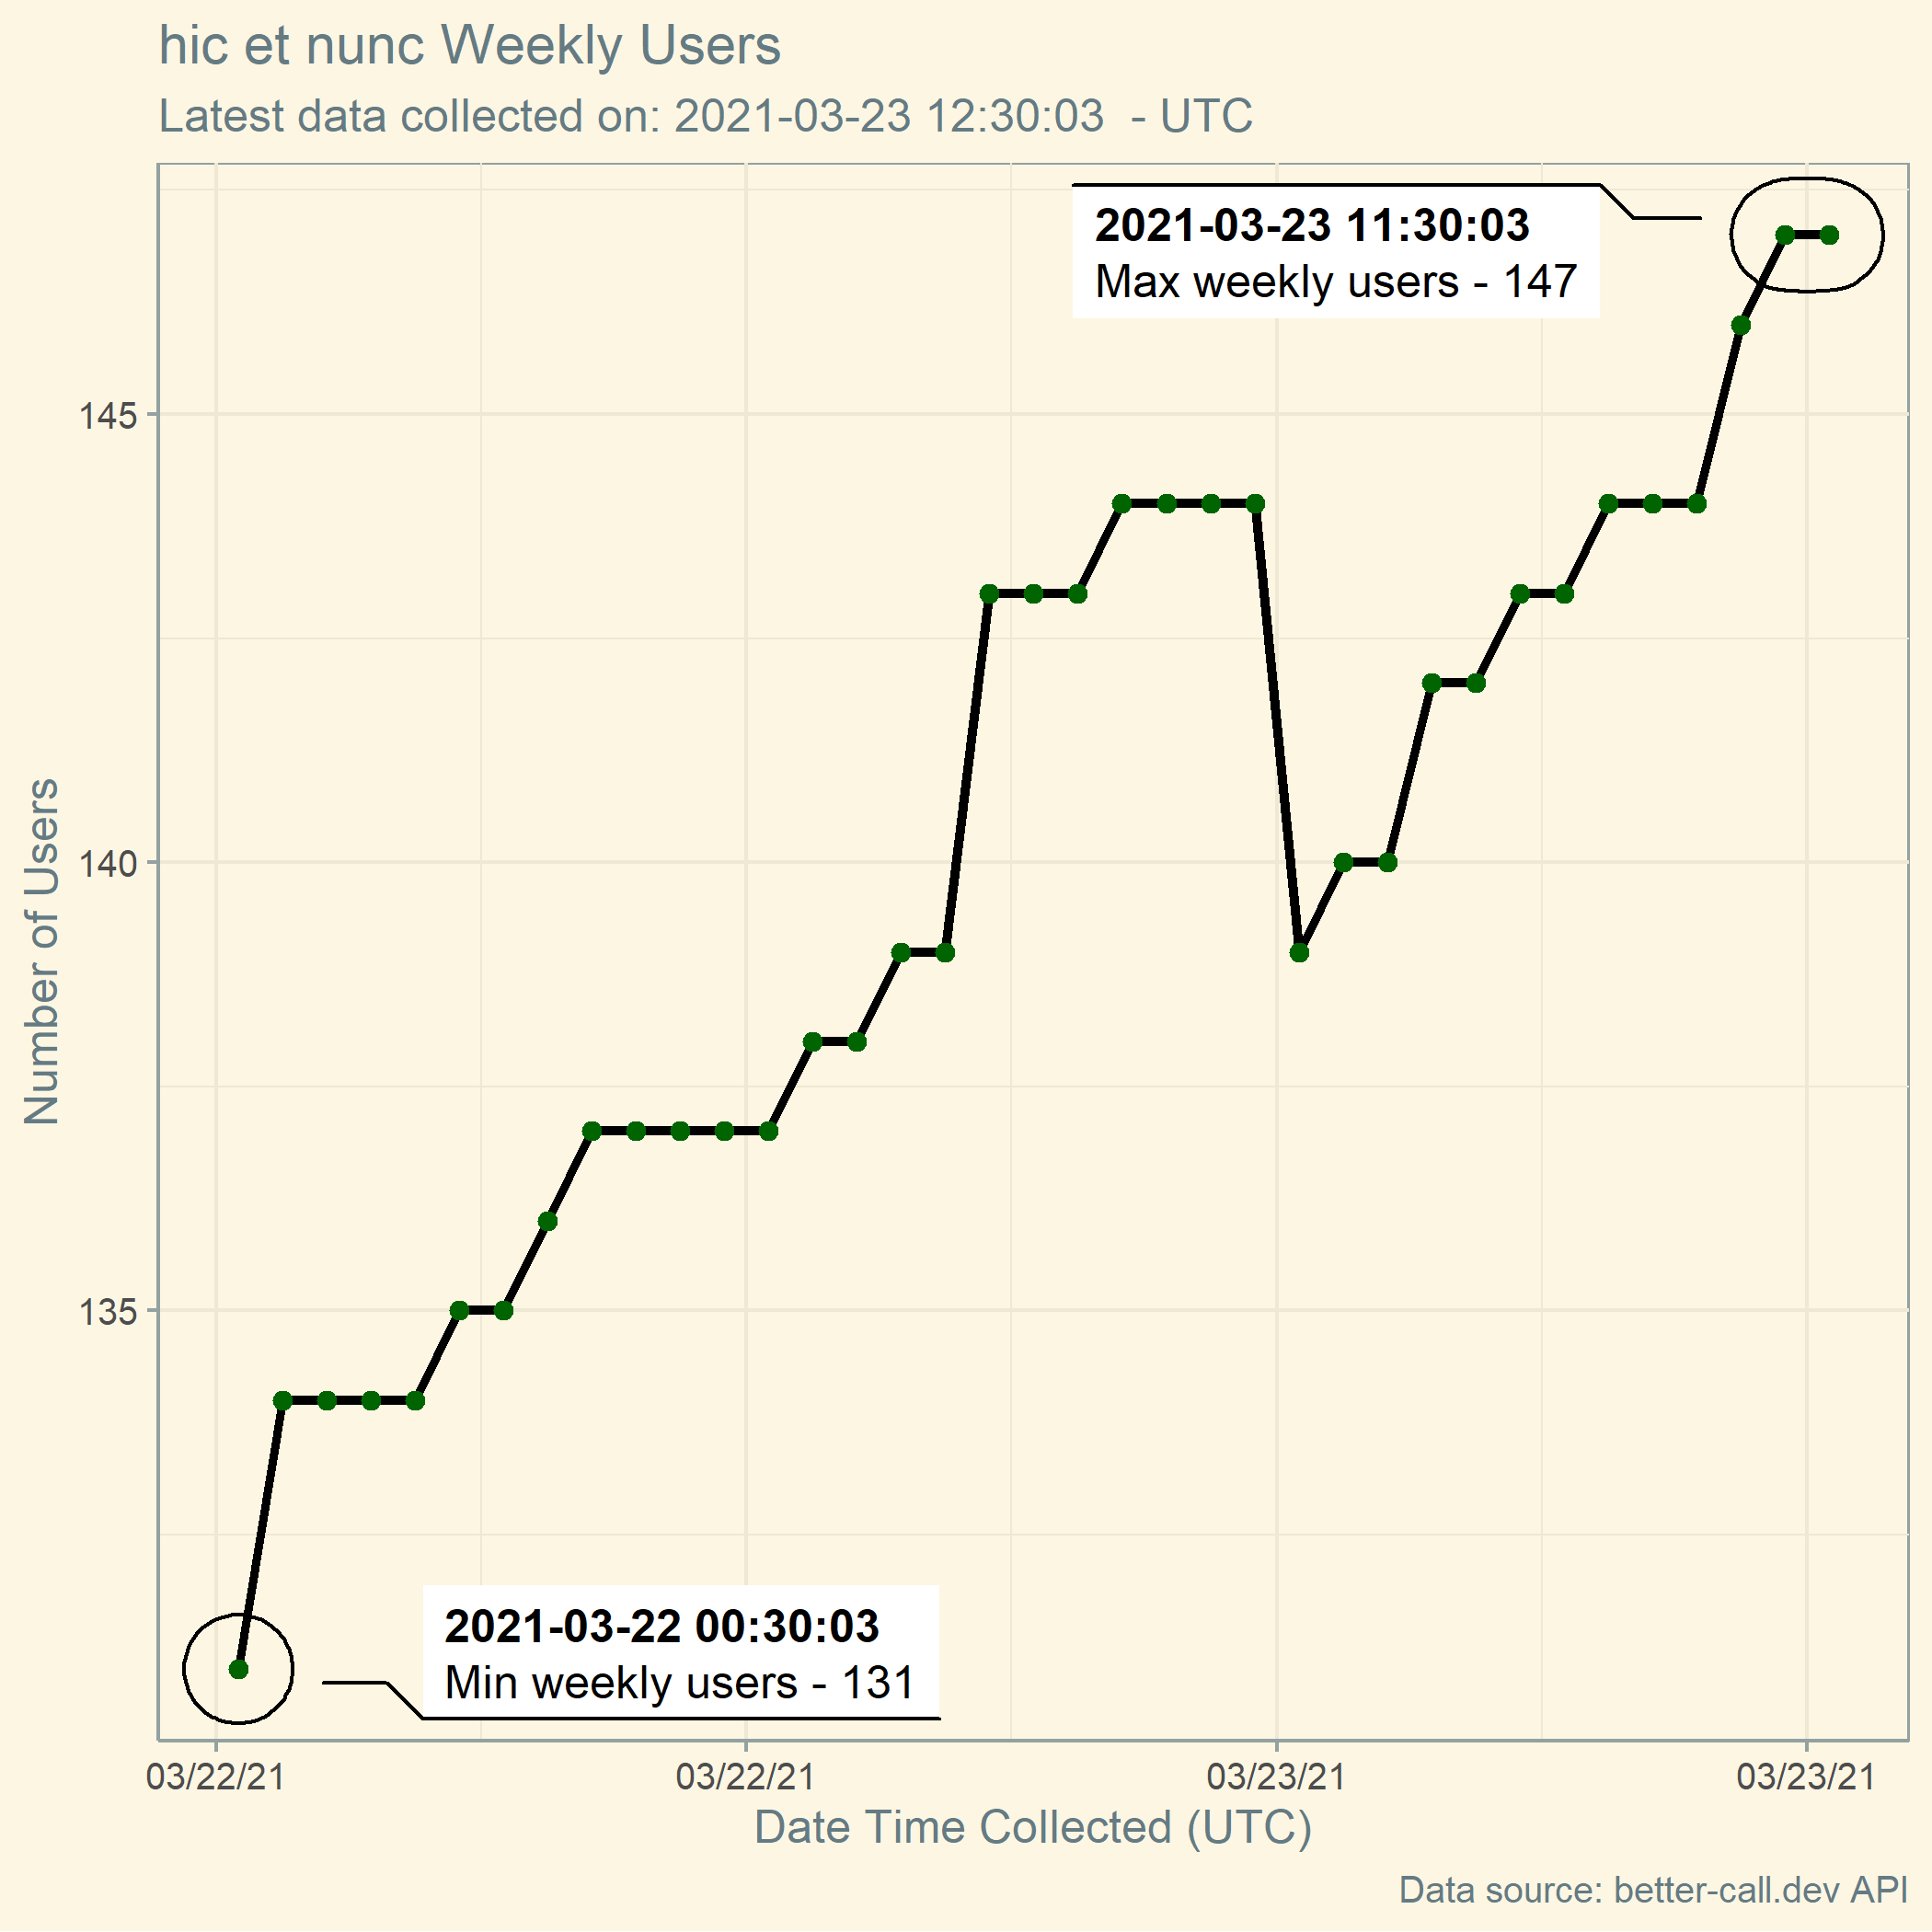 hic et nunc Weekly Users
Latest data collected on: 2021-03-23 12:30:03  - UTC
2021-03-23 11:30:03
Max weekly users - 147
145
140
135
Number of Users
2021-03-22 00:30:03
Min weekly users - 131
03/22/21 03/22/21 03/23/21 03/23/21
Date Time Collected (UTC)
Data source: better-call.dev API